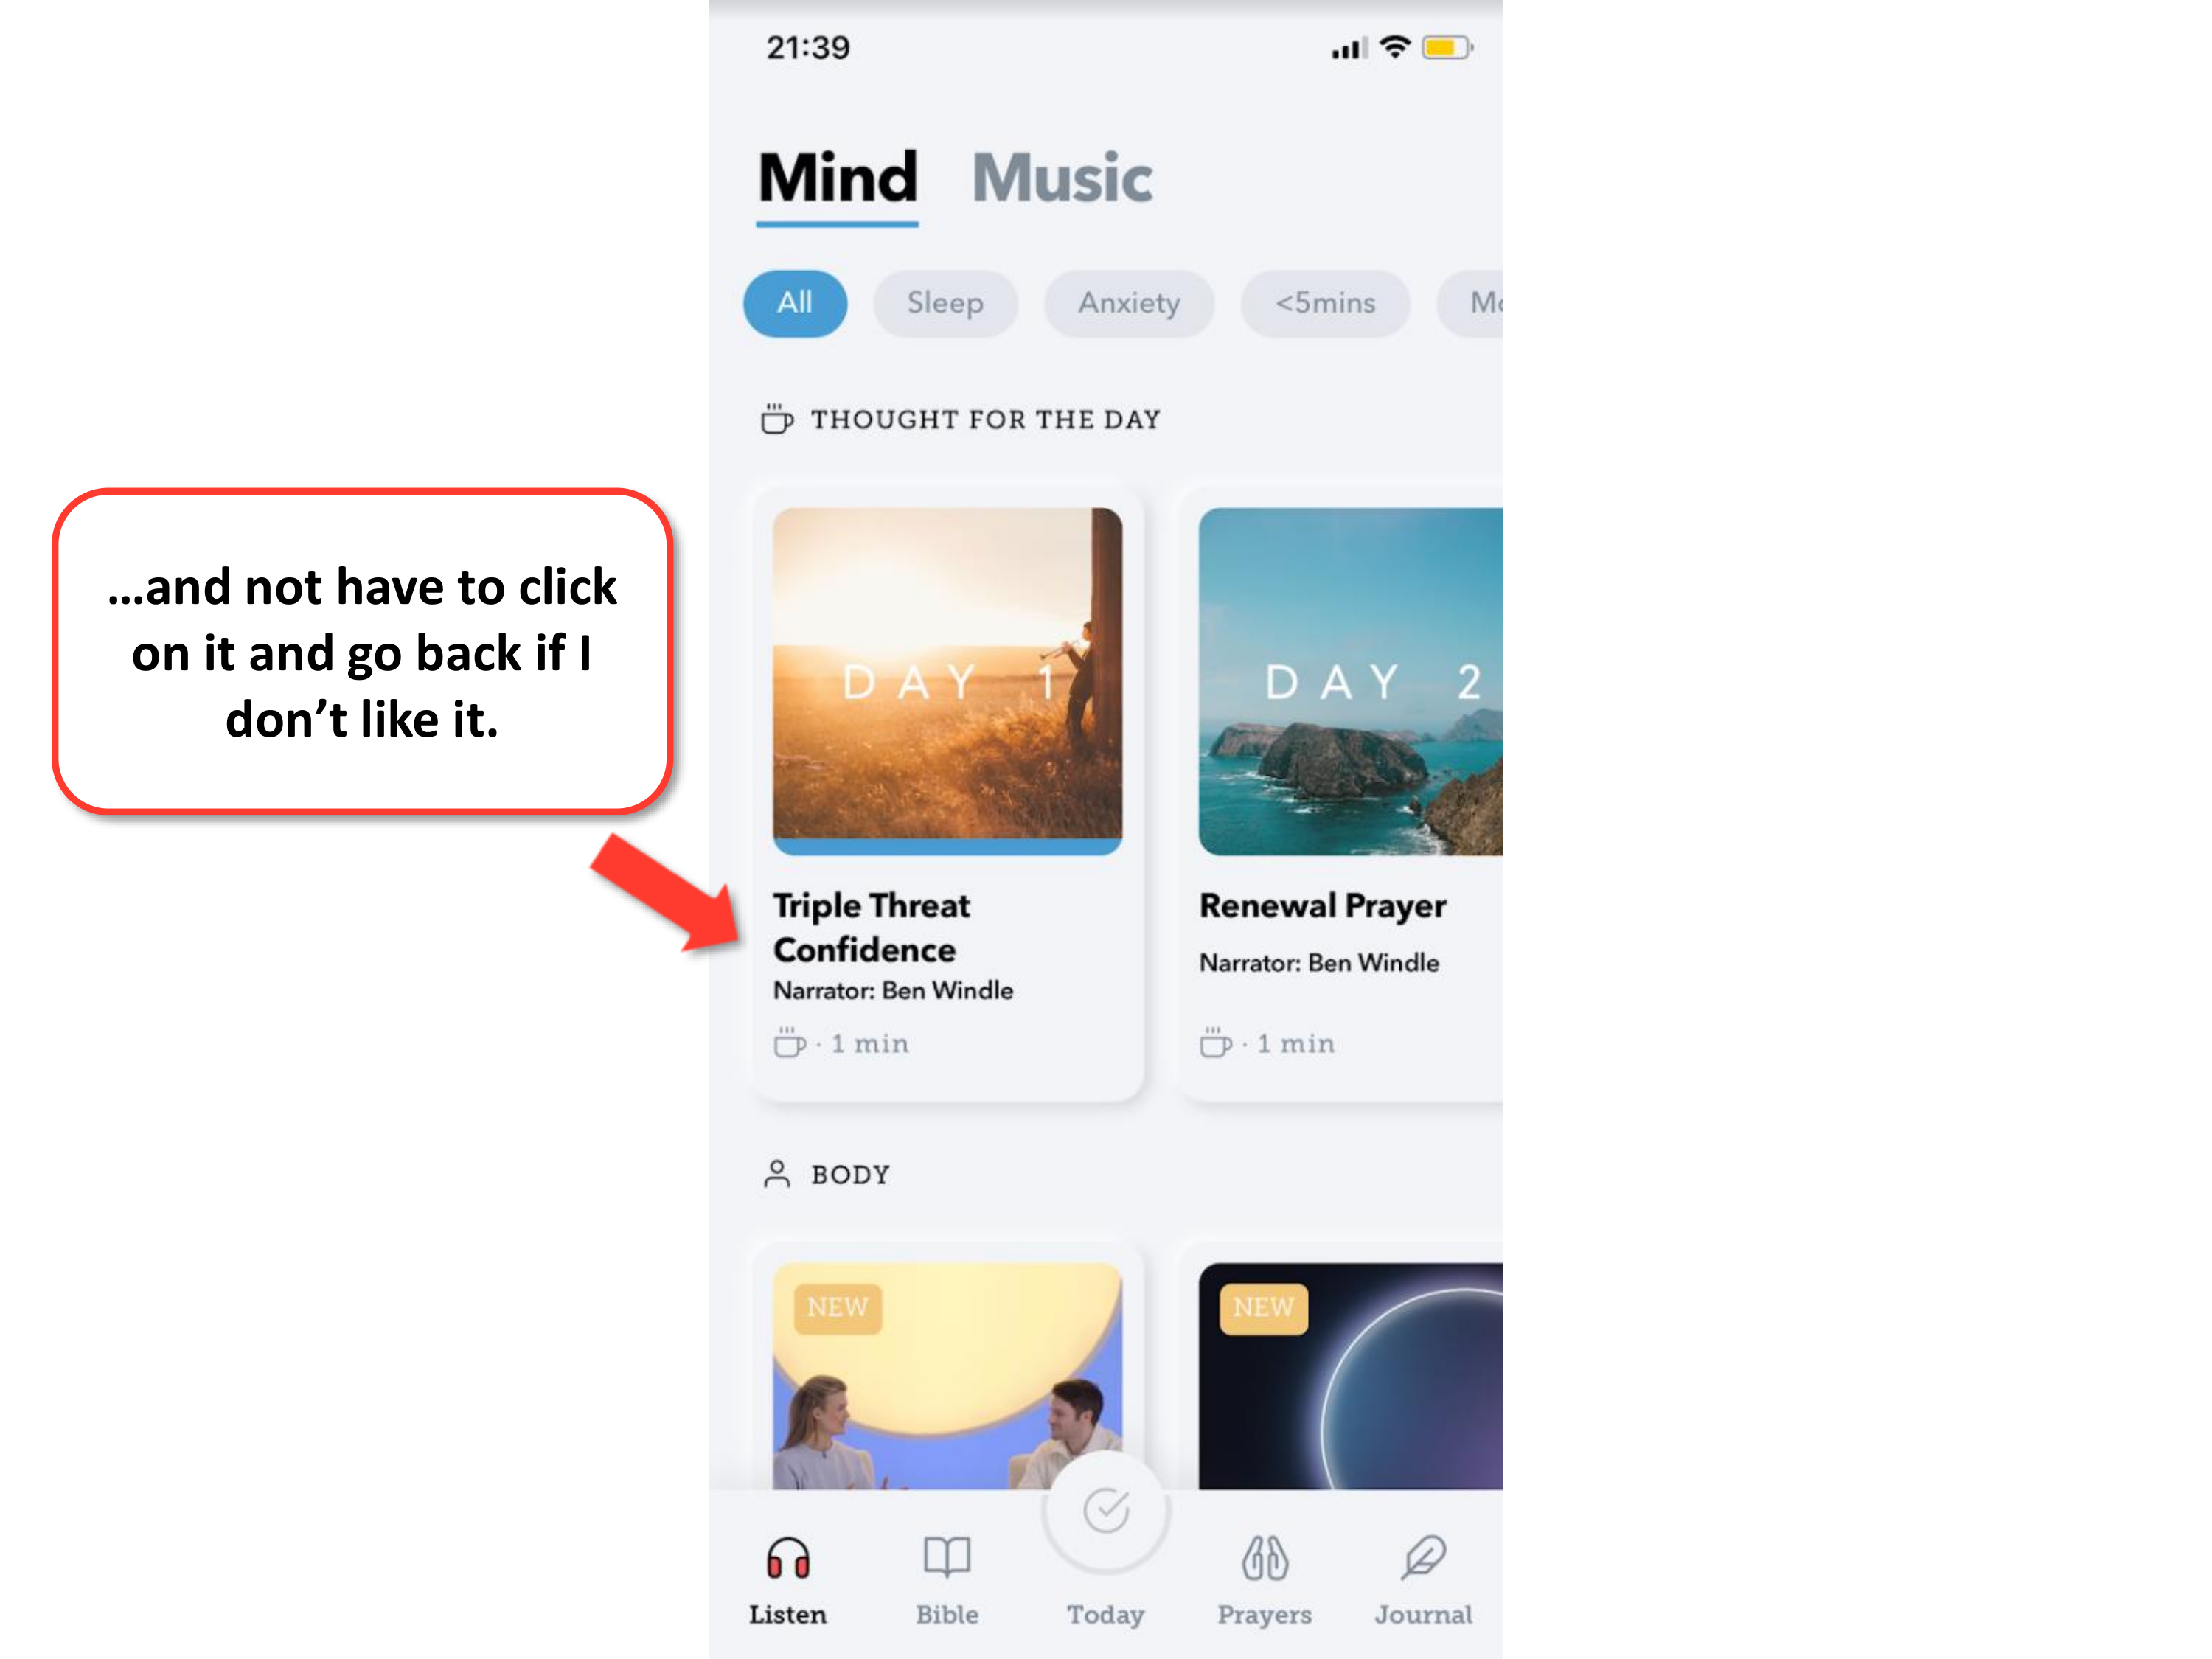 21:39
Mind Music
All Sleep Anxiety <5mins
THOUGHT FOR THE DAY
…and not have to click
on it and go back if I
don’t like it.
DAY 1
DAY 2
Triple Threat
Confidence
Narrator: Ben Windle
· 1 min
Renewal Prayer
Narrator: Ben Windle
· 1 min
BODY
NEW
NEW
Listen Bible Today Prayers Journal